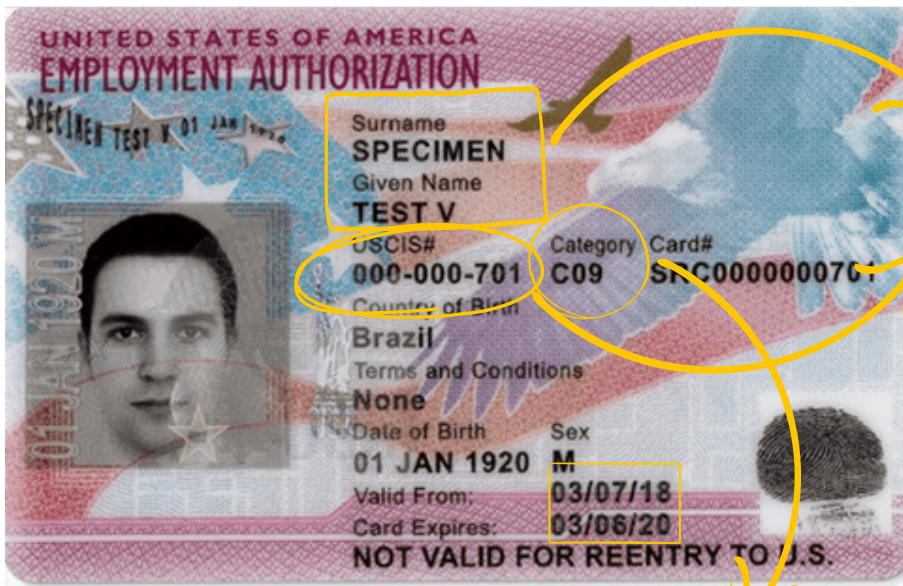 UNITED STATES OF AMERICA
EMPLOYMENT AUTHORIZATION
SPECIMEN TEST V 01 JAN 1920
Surname
SPECIMEN
Given Name
TEST V
USCIS# Category Card#
000-000-701 C09 SRC0000000701
Country of Birth
Brazil
Terms and Conditions
None
Date of Birth Sex
01 JAN 1920 M
Valid From: 03/07/18
Card Expires: 03/06/20
NOT VALID FOR REENTRY TO U.S.
01 JAN 1920 M